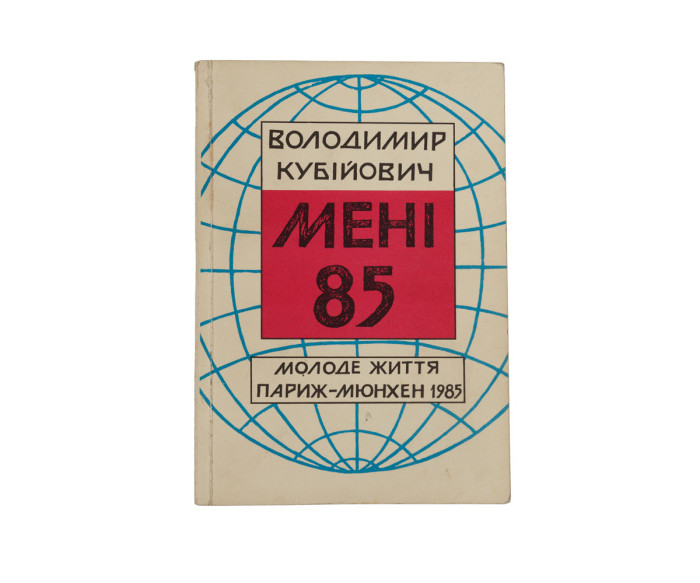 ВОЛОДИМИР
КУБІЙОВИЧ
МЕНІ
85
МОЛОДЕ ЖИТТЯ
ПАРИЖ-МЮНХЕН 1985